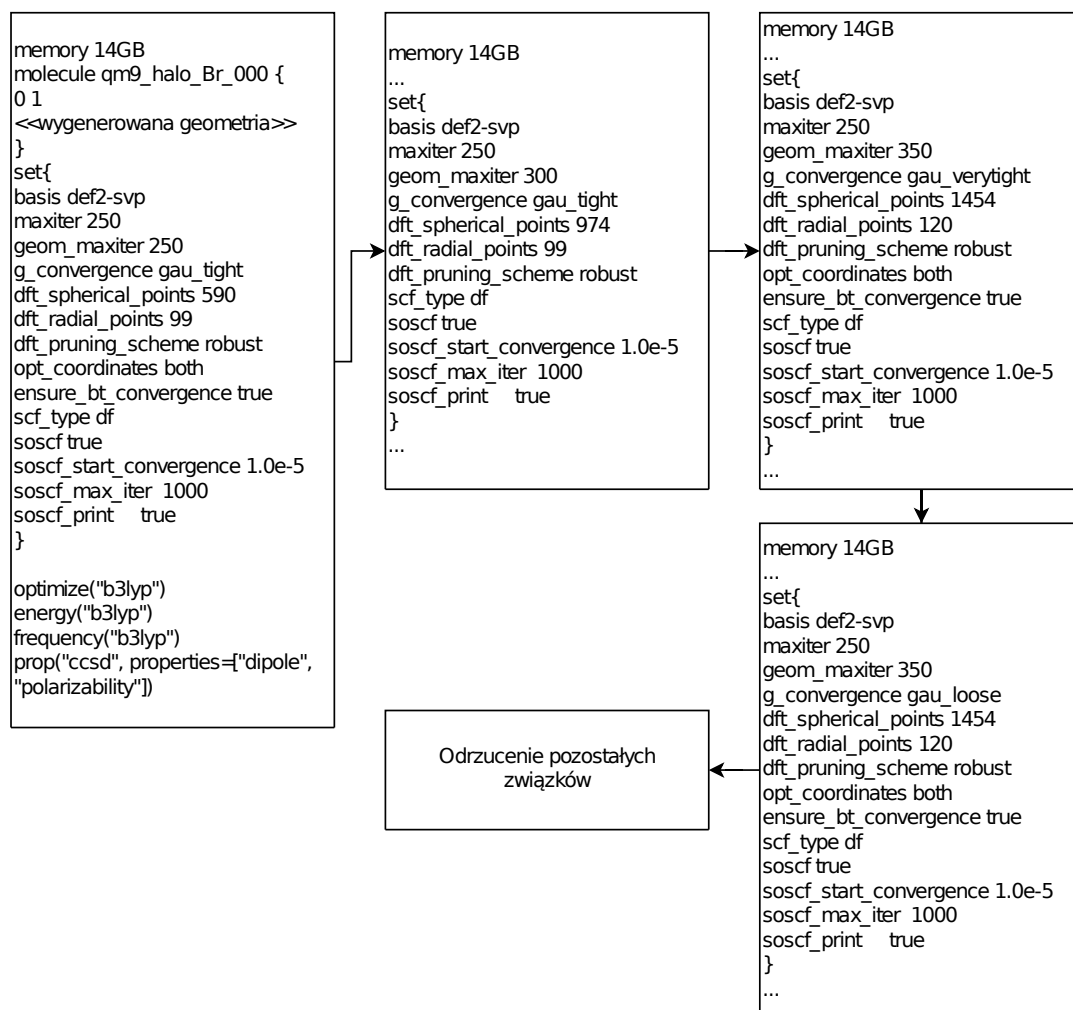 memory 14GB
molecule qm9_halo_Br_000 {
0 1
<<wygenerowana geometria>>
}
set{
basis def2-svp
maxiter 250
geom_maxiter 250
g_convergence gau_tight
dft_spherical_points 590
dft_radial_points 99
dft_pruning_scheme robust
opt_coordinates both
ensure_bt_convergence true
scf_type df
soscf true
soscf_start_convergence 1.0e-5
soscf_max_iter 1000
soscf_print true
}
optimize("b3lyp")
energy("b3lyp")
frequency("b3lyp")
prop("ccsd", properties=["dipole",
"polarizability"])
memory 14GB
...
set{
basis def2-svp
maxiter 250
geom_maxiter 300
g_convergence gau_tight
dft_spherical_points 974
dft_radial_points 99
dft_pruning_scheme robust
scf_type df
soscf true
soscf_start_convergence 1.0e-5
soscf_max_iter 1000
soscf_print true
}
...
memory 14GB
...
set{
basis def2-svp
maxiter 250
geom_maxiter 350
g_convergence gau_verytight
dft_spherical_points 1454
dft_radial_points 120
dft_pruning_scheme robust
opt_coordinates both
ensure_bt_convergence true
scf_type df
soscf true
soscf_start_convergence 1.0e-5
soscf_max_iter 1000
soscf_print true
}
...
memory 14GB
...
set{
basis def2-svp
maxiter 250
geom_maxiter 350
g_convergence gau_loose
dft_spherical_points 1454
dft_radial_points 120
dft_pruning_scheme robust
opt_coordinates both
ensure_bt_convergence true
scf_type df
soscf true
soscf_start_convergence 1.0e-5
soscf_max_iter 1000
soscf_print true
}
...
Odrzucenie pozostałych
związków